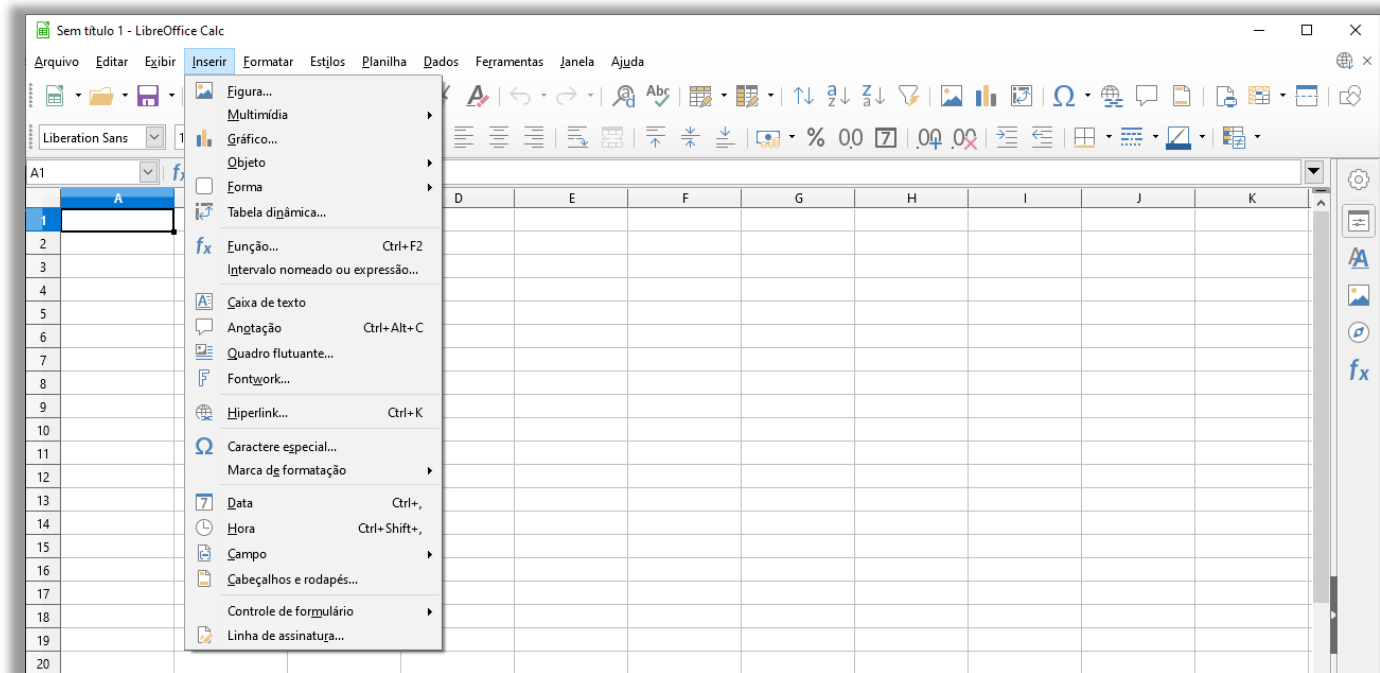 Sem título 1 - LibreOffice Calc
Arquivo Editar Exibir Inserir Formatar Estilos Planilha Dados Ferramentas Janela Ajuda
Liberation Sans
A1
A D E F G H I J K
Figura...
Multimídia
Gráfico...
Objeto
Forma
Tabela dinâmica...
Função... Ctrl+F2
Intervalo nomeado ou expressão...
Caixa de texto
Anotação Ctrl+Alt+C
Quadro flutuante...
Fontwork...
Hiperlink... Ctrl+K
Caractere especial...
Marca de formatação
Data Ctrl+,
Hora Ctrl+Shift+,
Campo
Cabeçalhos e rodapés...
Controle de formulário
Linha de assinatura...
1
2
3
4
5
6
7
8
9
10
11
12
13
14
15
16
17
18
19
20